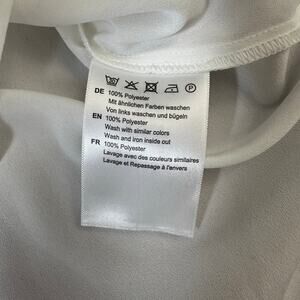 DE 100% Polyester
Mit ähnlichen Farben waschen
Von links waschen und bügeln
EN 100% Polyester
Wash with similar colors
Wash and iron inside out
FR 100% Polyester
Lavage avec des couleurs similaires
Lavage et Repassage à l'envers